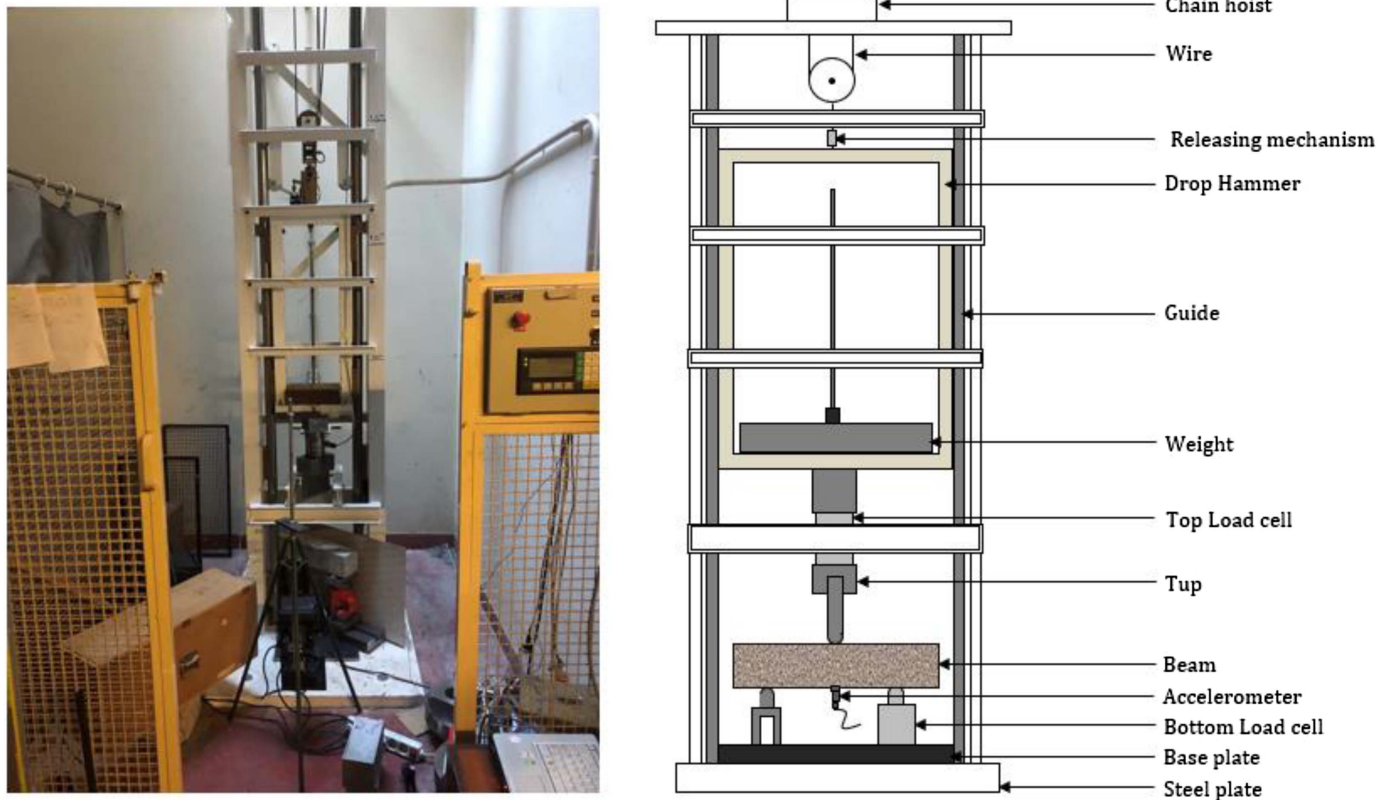 Chain hoist
Wire
Releasing mechanism
Drop Hammer
Guide
Weight
Top Load cell
Tup
Beam
Accelerometer
Bottom Load cell
Base plate
Steel plate